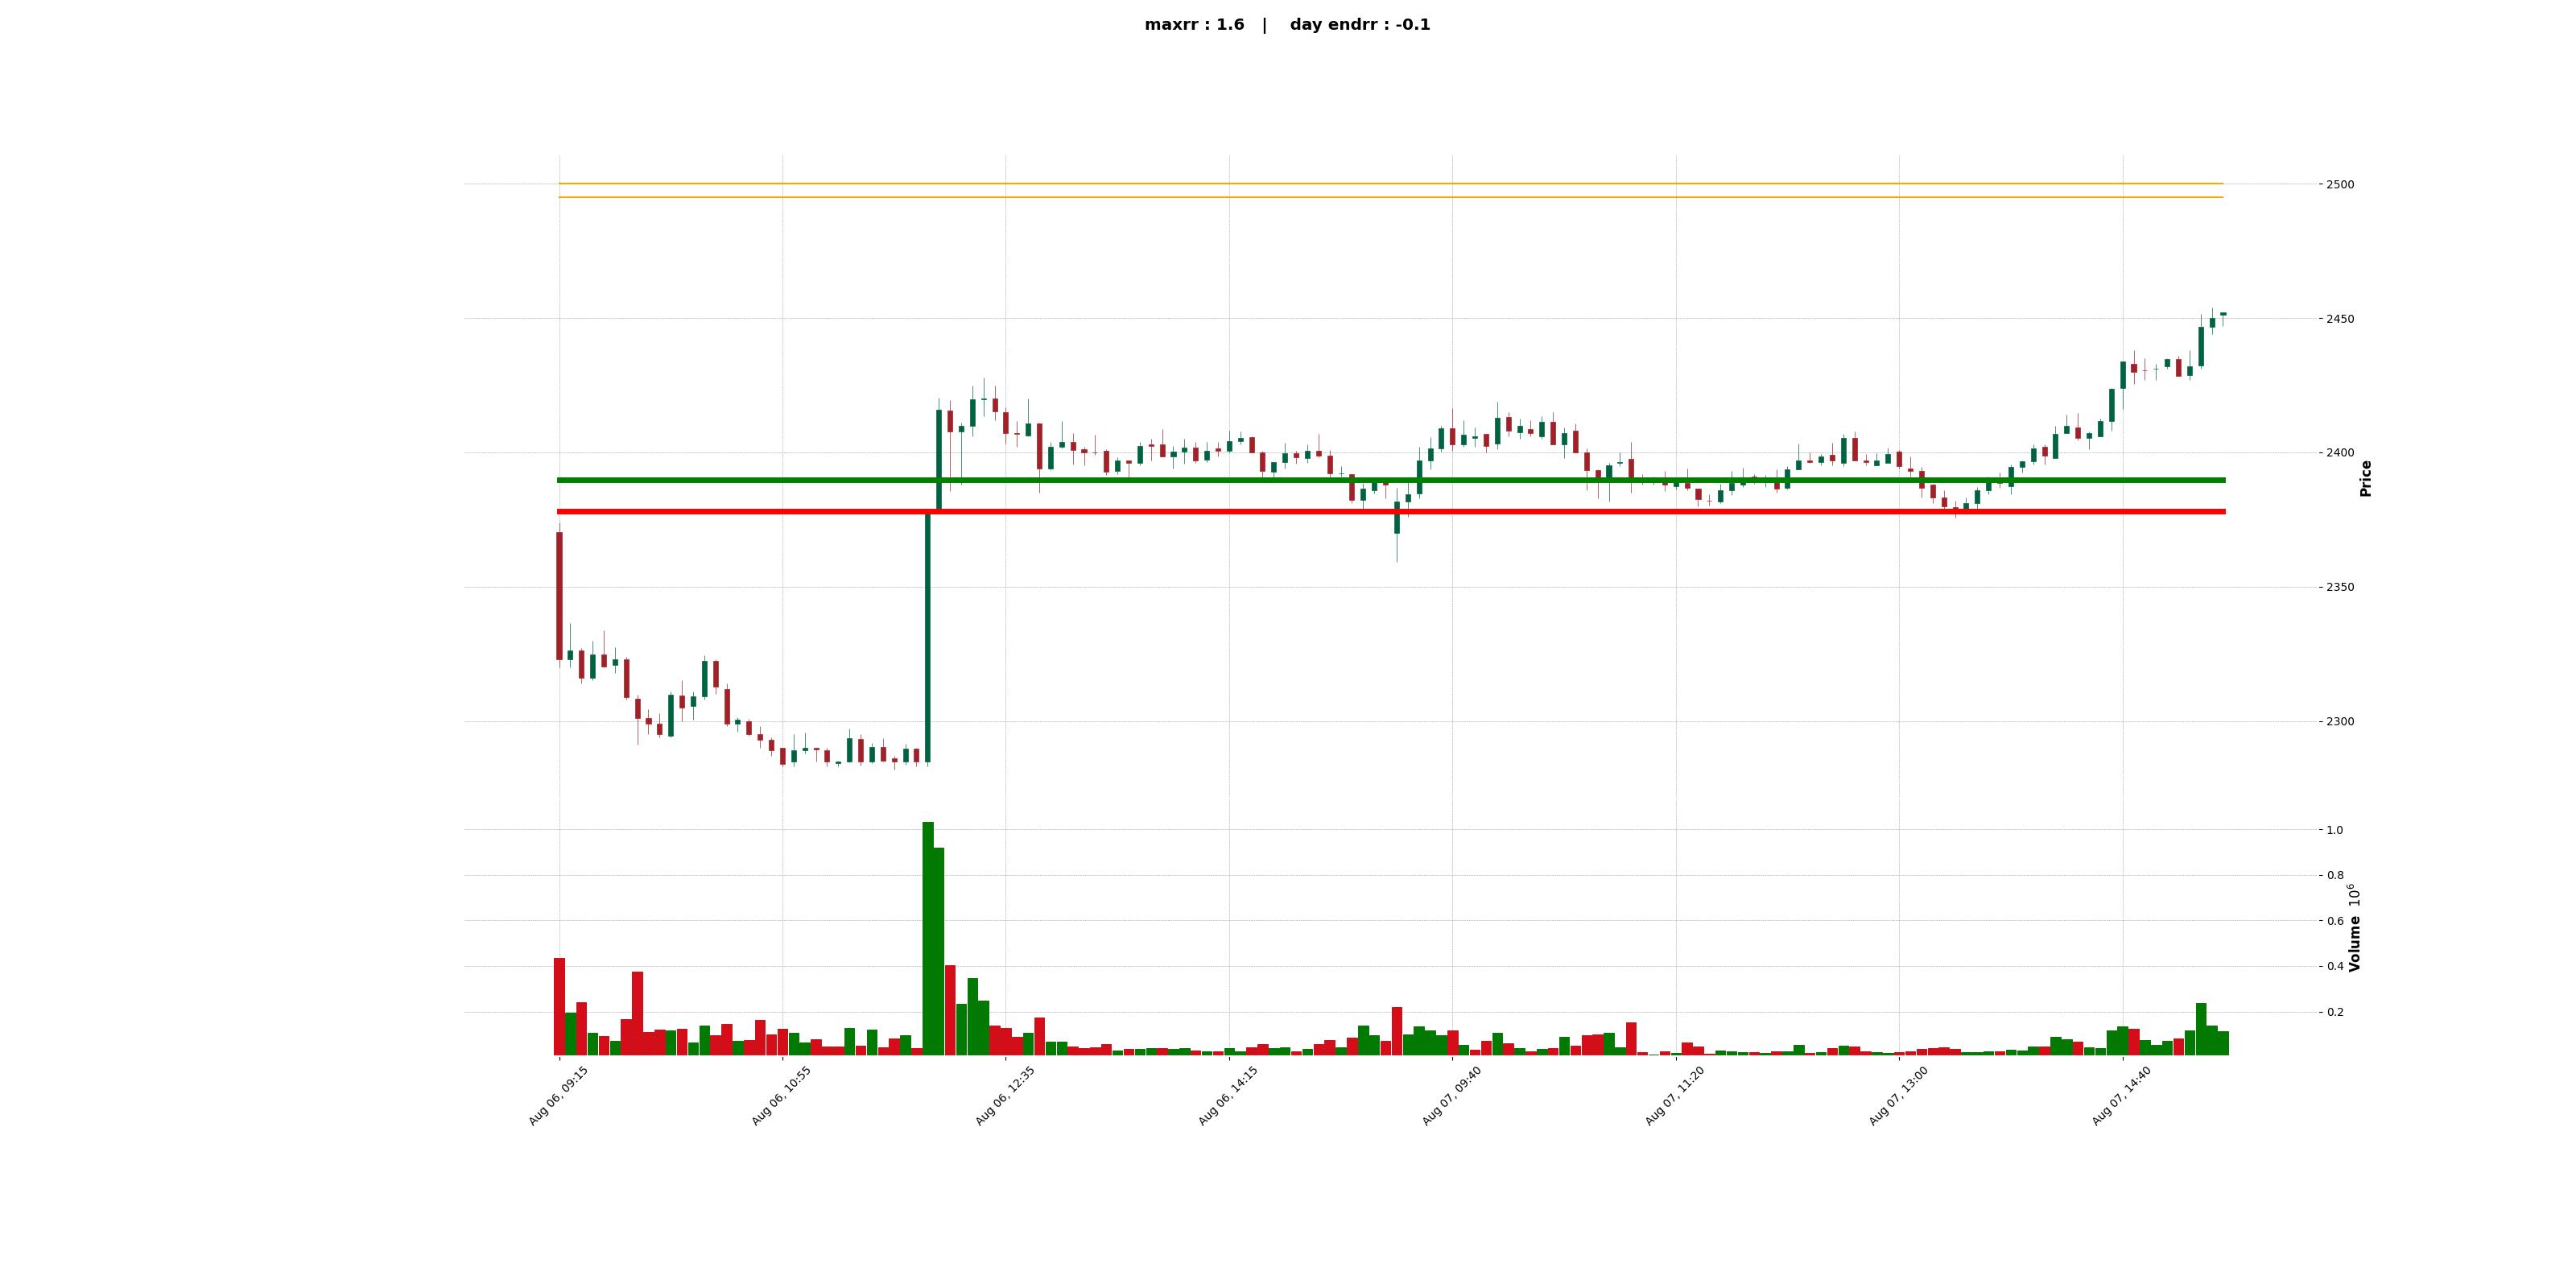 maxrr : 1.6 | day endrr : -0.1
2500
2450
2400
2350
2300
Price
1.0
0.8
0.6
0.4
0.2
Volume 10^6
Aug 06, 09:15
Aug 06, 10:55
Aug 06, 12:35
Aug 06, 14:15
Aug 07, 09:40
Aug 07, 11:20
Aug 07, 13:00
Aug 07, 14:40